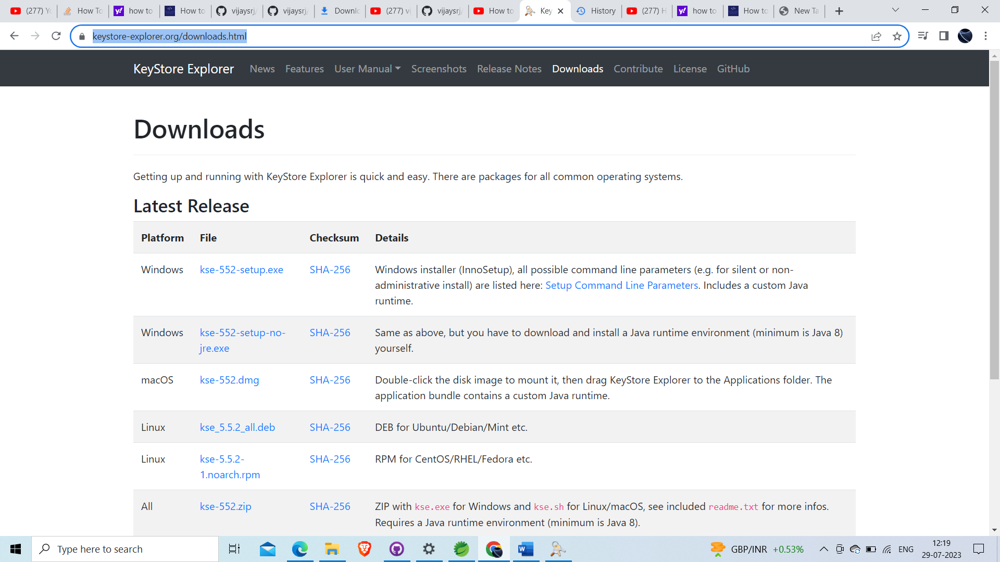 (277) Yo
How To
how to
How to
vijaysrj/
vijaysrj/
Downlo
(277) vi
vijaysrj/
How to
Key
History
(277) H
how to
How to
New Ta
keystore-explorer.org/downloads.html
KeyStore Explorer News Features User Manual Screenshots Release Notes Downloads Contribute License GitHub
Downloads
Getting up and running with KeyStore Explorer is quick and easy. There are packages for all common operating systems.
Latest Release
Platform File Checksum Details
Windows kse-552-setup.exe SHA-256 Windows installer (InnoSetup), all possible command line parameters (e.g. for silent or non-
administrative install) are listed here: Setup Command Line Parameters. Includes a custom Java
runtime.
Windows kse-552-setup-no- SHA-256 Same as above, but you have to download and install a Java runtime environment (minimum is Java 8)
jre.exe yourself.
macOS kse-552.dmg SHA-256 Double-click the disk image to mount it, then drag KeyStore Explorer to the Applications folder. The
application bundle contains a custom Java runtime.
Linux kse_5.5.2_all.deb SHA-256 DEB for Ubuntu/Debian/Mint etc.
Linux kse-5.5.2- SHA-256 RPM for CentOS/RHEL/Fedora etc.
1.noarch.rpm
All kse-552.zip SHA-256 ZIP with kse.exe for Windows and kse.sh for Linux/macOS, see included readme.txt for more infos.
Requires a Java runtime environment (minimum is Java 8).
Type here to search
GBP/INR +0.53%
ENG
12:19
29-07-2023